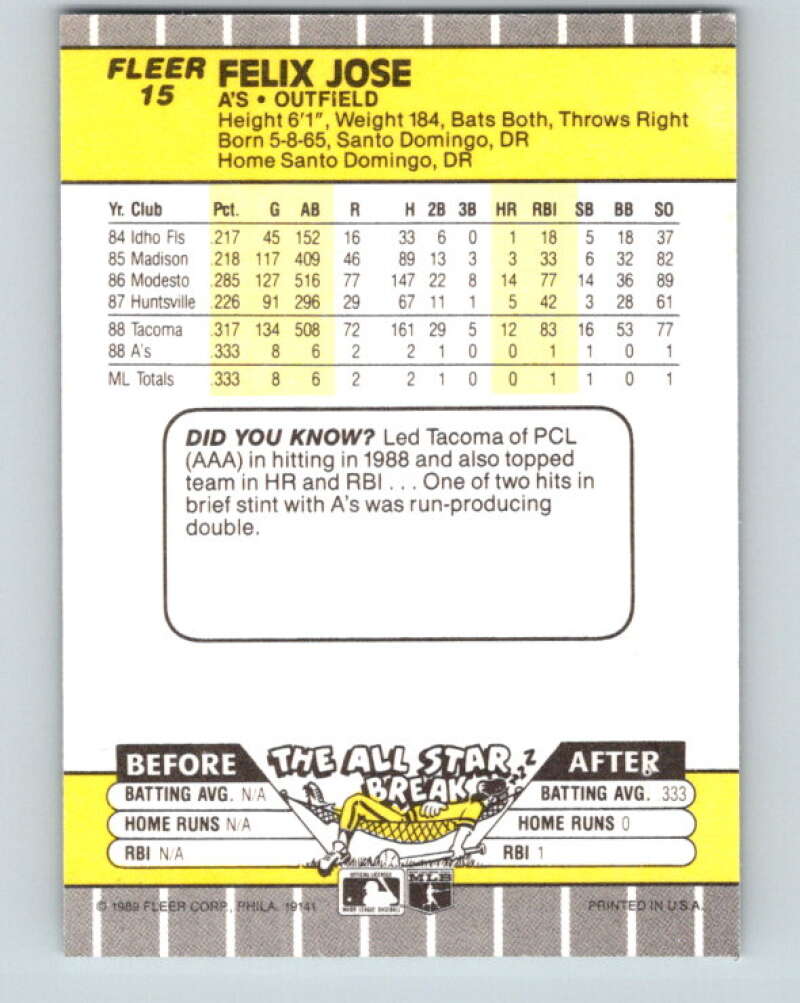 FLEER FELIX JOSE
15 A'S • OUTFIELD
Height 6'1", Weight 184, Bats Both, Throws Right
Born 5-8-65, Santo Domingo, DR
Home Santo Domingo, DR
Yr. Club Pct. G AB R H 2B 3B HR RBI SB BB SO
84 Idho Fls .217 45 152 16 33 6 0 1 18 5 18 37
85 Madison .218 117 409 46 89 13 3 3 33 6 32 82
86 Modesto .285 127 516 77 147 22 8 14 77 14 36 89
87 Huntsville .226 91 296 29 67 11 1 5 42 3 28 61
88 Tacoma .317 134 508 72 161 29 5 12 83 16 53 77
88 A's .333 8 6 2 2 1 0 0 1 1 0 1
ML Totals .333 8 6 2 2 1 0 0 1 1 0 1
DID YOU KNOW? Led Tacoma of PCL
(AAA) in hitting in 1988 and also topped
team in HR and RBI . . . One of two hits in
brief stint with A's was run-producing
double.
BEFORE THE ALL STAR BREAK AFTER
ZZZ
BATTING AVG. N/A BATTING AVG. .333
HOME RUNS N/A HOME RUNS 0
RBI N/A RBI 1
OFFICIAL LICENSEE
MAJOR LEAGUE BASEBALL
MLB
© 1989 FLEER CORP., PHILA. 19141 PRINTED IN U.S.A.